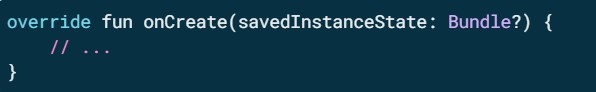 override fun onCreate(savedInstanceState: Bundle?) {
    // ...
}